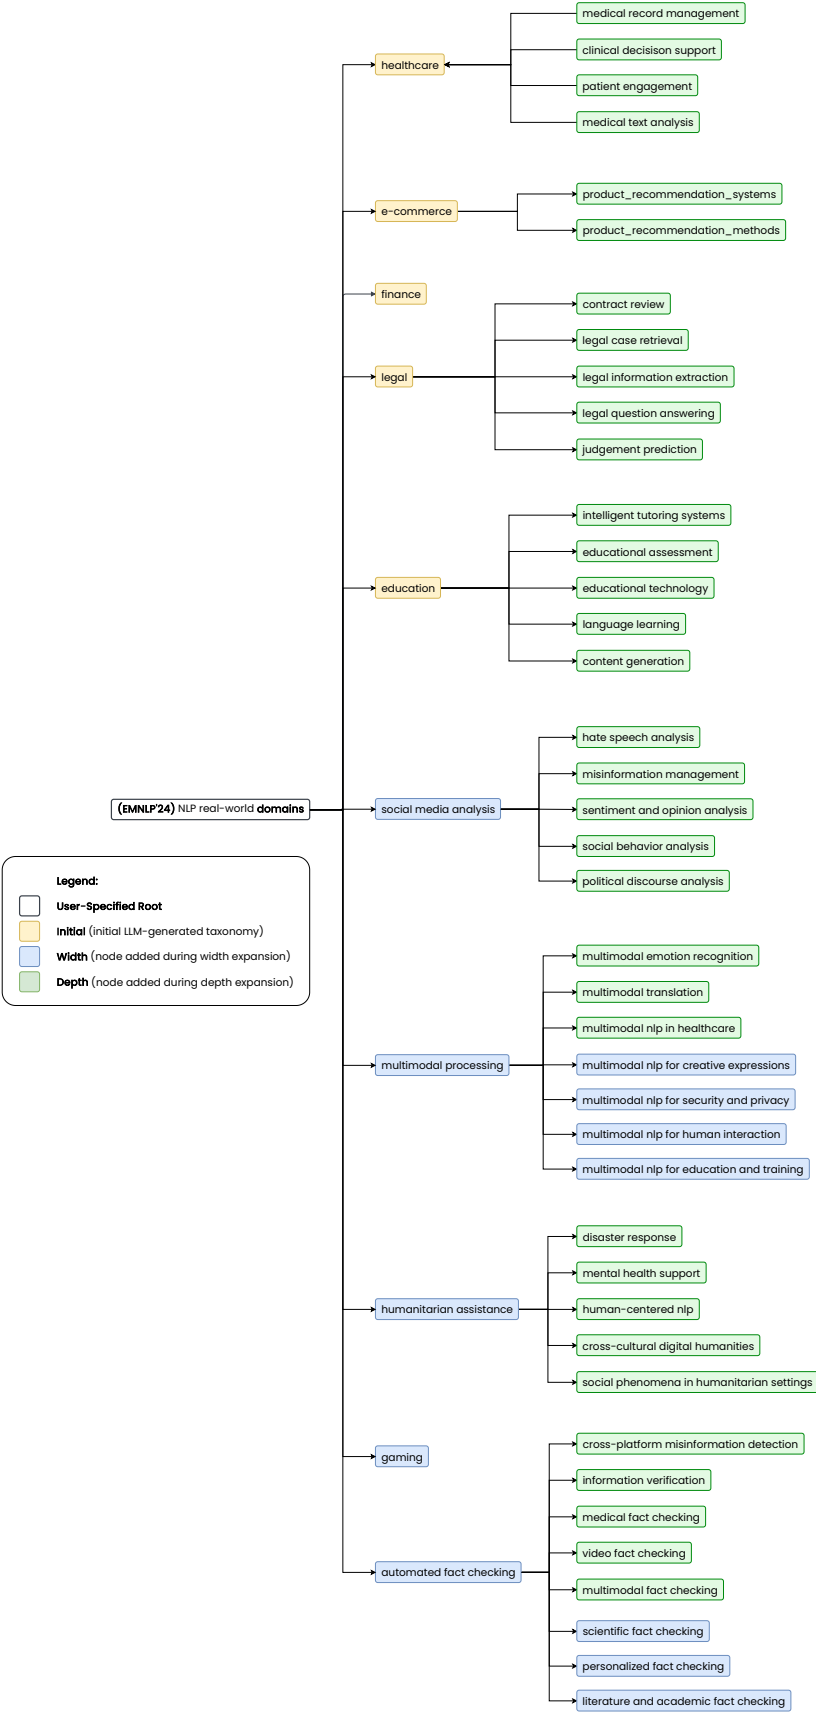 medical record management
clinical decisison support
healthcare
patient engagement
medical text analysis
product_recommendation_systems
e-commerce
product_recommendation_methods
finance
contract review
legal case retrieval
legal
legal information extraction
legal question answering
judgement prediction
intelligent tutoring systems
educational assessment
education
educational technology
language learning
content generation
hate speech analysis
misinformation management
(EMNLP'24) NLP real-world domains
social media analysis
sentiment and opinion analysis
social behavior analysis
political discourse analysis
Legend:
User-Specified Root
Initial (initial LLM-generated taxonomy)
Width (node added during width expansion)
Depth (node added during depth expansion)
multimodal emotion recognition
multimodal translation
multimodal nlp in healthcare
multimodal processing
multimodal nlp for creative expressions
multimodal nlp for security and privacy
multimodal nlp for human interaction
multimodal nlp for education and training
disaster response
mental health support
humanitarian assistance
human-centered nlp
cross-cultural digital humanities
social phenomena in humanitarian settings
gaming
cross-platform misinformation detection
information verification
medical fact checking
video fact checking
automated fact checking
multimodal fact checking
scientific fact checking
personalized fact checking
literature and academic fact checking